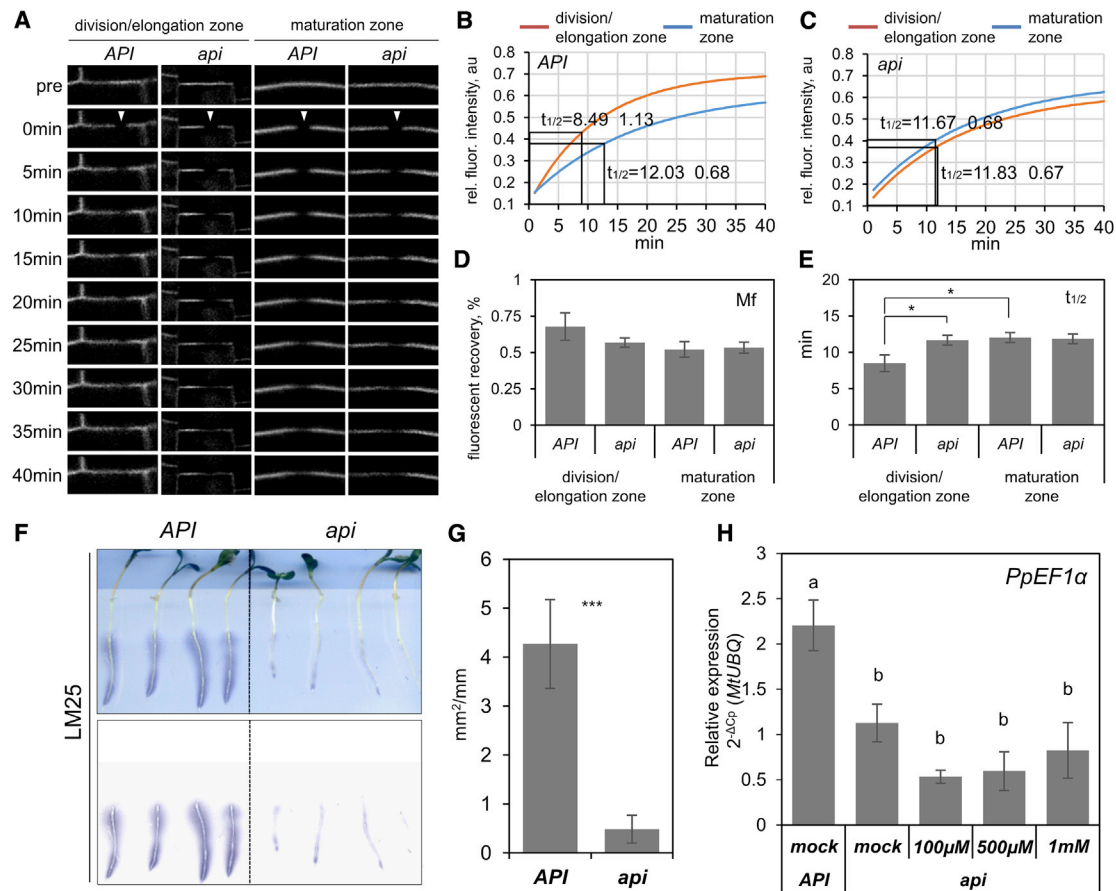 A
division/elongation zone
maturation zone
API
api
API
api
pre
0min
5min
10min
15min
20min
25min
30min
35min
40min
B
division/
elongation zone
maturation
zone
rel. fluor. intensity, au
0.8
0.7
0.6
0.5
0.4
0.3
0.2
0.1
API
t1/2=8.49 1.13
t1/2=12.03 0.68
0 5 10 15 20 25 30 35 40
min
C
division/
elongation zone
maturation
zone
rel. fluor. intensity, au
0.8
0.7
0.6
0.5
0.4
0.3
0.2
0.1
api
t1/2=11.67 0.68
t1/2=11.83 0.67
0 5 10 15 20 25 30 35 40
min
D
fluorescent recovery, %
1
0.75
0.5
0.25
0
Mf
API
api
API
api
division/
elongation zone
maturation
zone
E
min
20
15
10
5
0
t1/2
*
*
API
api
API
api
division/
elongation zone
maturation
zone
F
API
api
LM25
G
mm²/mm
6
5
4
3
2
1
0
***
API
api
H
Relative expression
2-ΔCp (MtUBQ)
3
2.5
2
1.5
1
0.5
0
PpEF1α
a
b
b
b
b
mock
mock
100µM
500µM
1mM
API
api